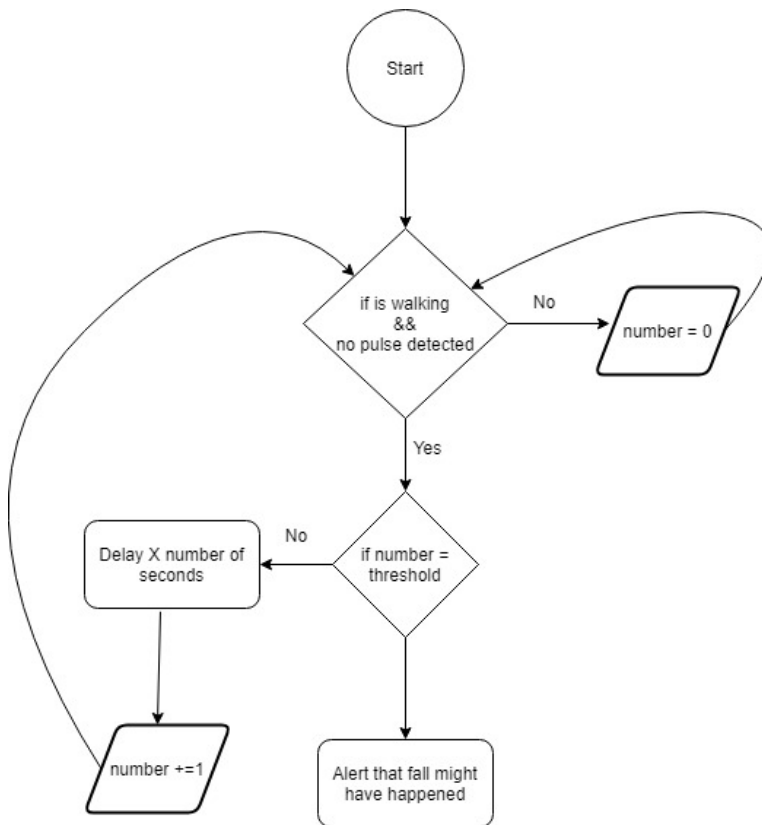 Start
if is walking
&&
no pulse detected
No
number = 0
Yes
if number =
threshold
No
Delay X number of
seconds
number +=1
Alert that fall might
have happened